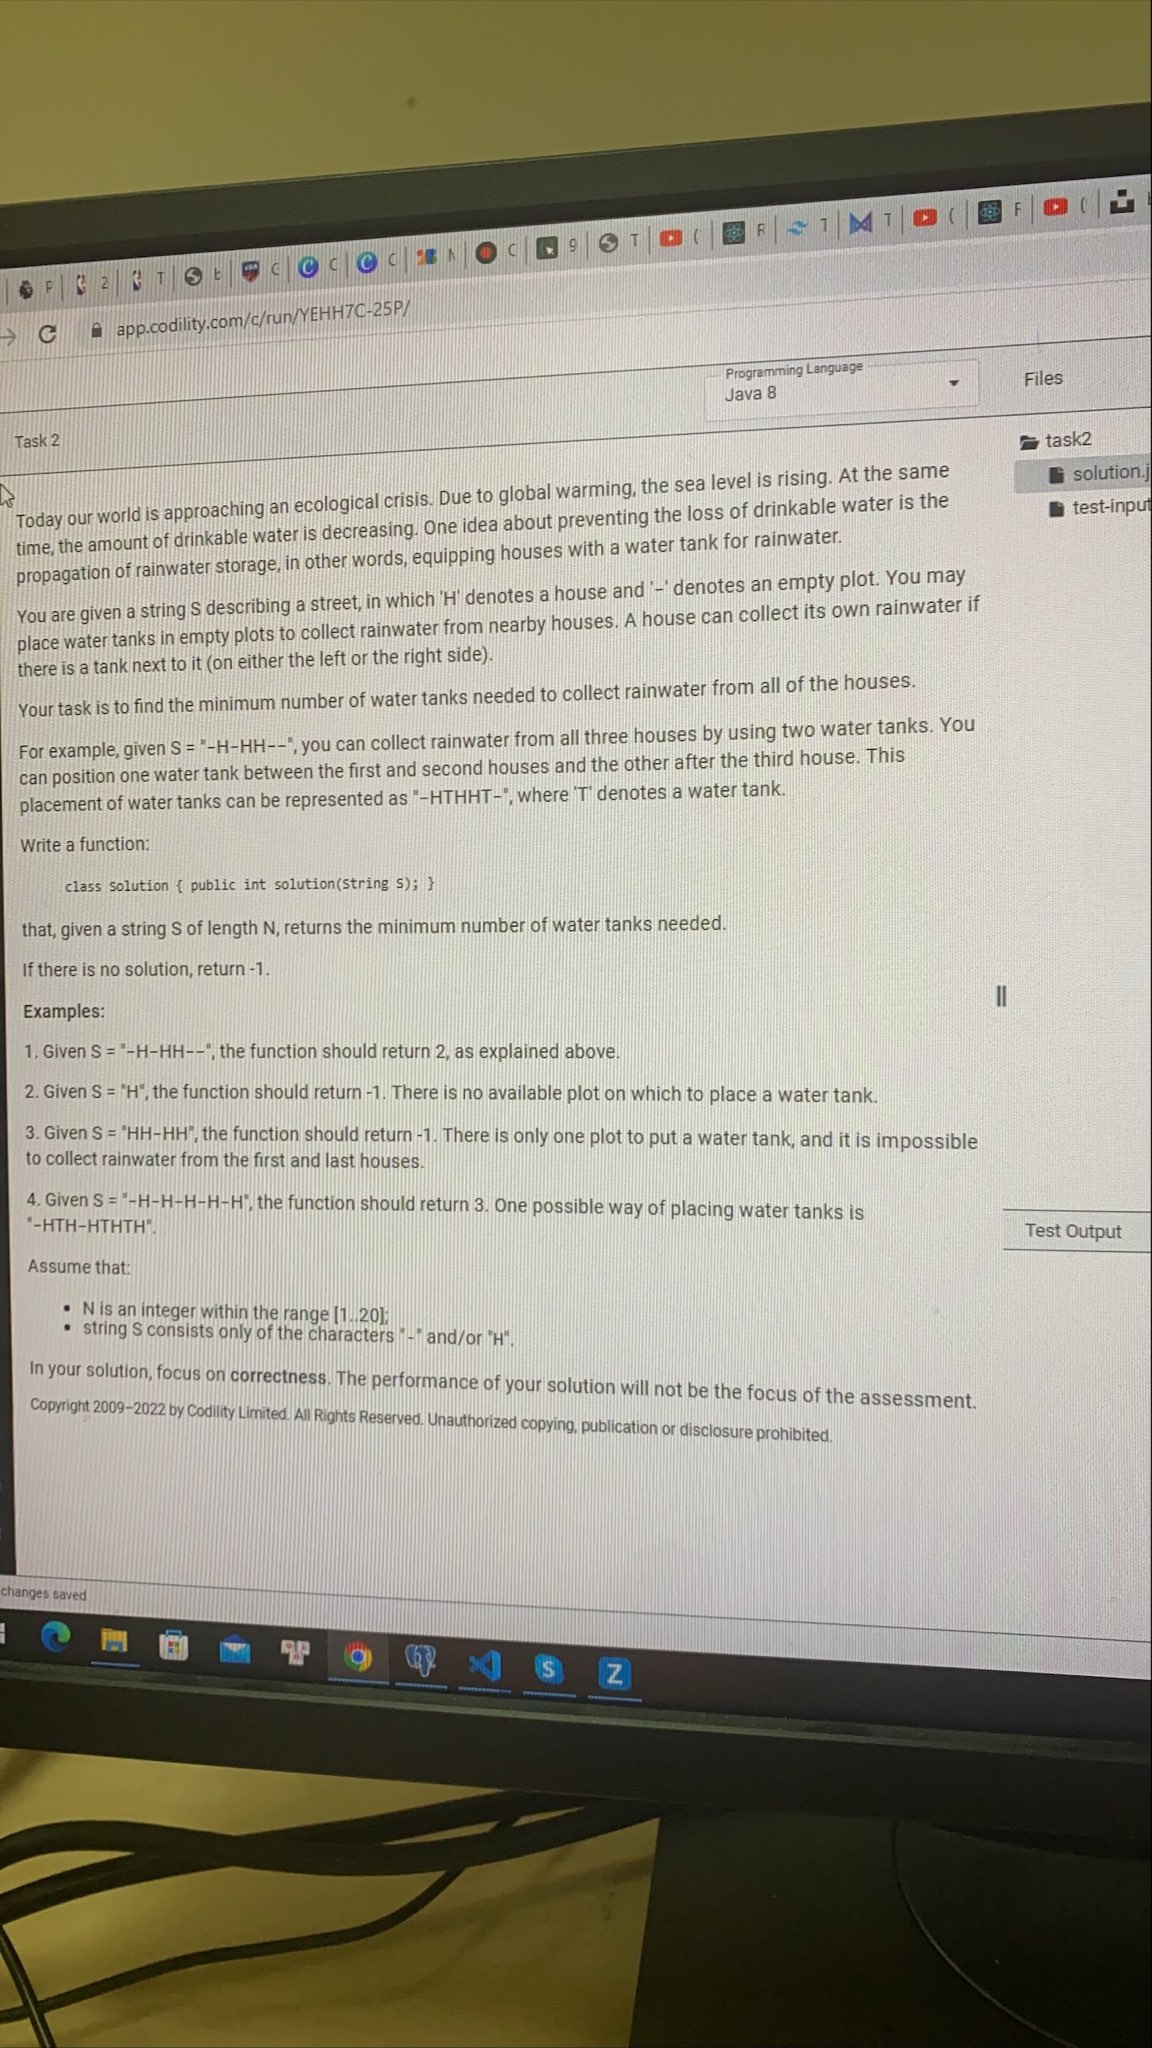 F
2
T
t
C
C
C
N
C
9
T
(
F
T
T
(
F
(
app.codility.com/c/run/YEHH7C-25P/
Programming Language
Java 8
Files
Task 2
task2
solution.j
test-input
Today our world is approaching an ecological crisis. Due to global warming, the sea level is rising. At the same
time, the amount of drinkable water is decreasing. One idea about preventing the loss of drinkable water is the
propagation of rainwater storage, in other words, equipping houses with a water tank for rainwater.
You are given a string S describing a street, in which 'H' denotes a house and '-' denotes an empty plot. You may
place water tanks in empty plots to collect rainwater from nearby houses. A house can collect its own rainwater if
there is a tank next to it (on either the left or the right side).
Your task is to find the minimum number of water tanks needed to collect rainwater from all of the houses.
For example, given S = "-H-HH--", you can collect rainwater from all three houses by using two water tanks. You
can position one water tank between the first and second houses and the other after the third house. This
placement of water tanks can be represented as "-HTHHT-", where 'T' denotes a water tank.
Write a function:
class Solution { public int solution(String S); }
that, given a string S of length N, returns the minimum number of water tanks needed.
If there is no solution, return -1.
Examples:
1. Given S = "-H-HH--", the function should return 2, as explained above.
2. Given S = "H", the function should return -1. There is no available plot on which to place a water tank.
3. Given S = "HH-HH", the function should return -1. There is only one plot to put a water tank, and it is impossible
to collect rainwater from the first and last houses.
4. Given S = "-H-H-H-H-H", the function should return 3. One possible way of placing water tanks is
"-HTH-HTHTH".
Test Output
Assume that:
• N is an integer within the range [1..20];
• string S consists only of the characters "-" and/or "H".
In your solution, focus on correctness. The performance of your solution will not be the focus of the assessment.
Copyright 2009–2022 by Codility Limited. All Rights Reserved. Unauthorized copying, publication or disclosure prohibited.
changes saved
S
Z